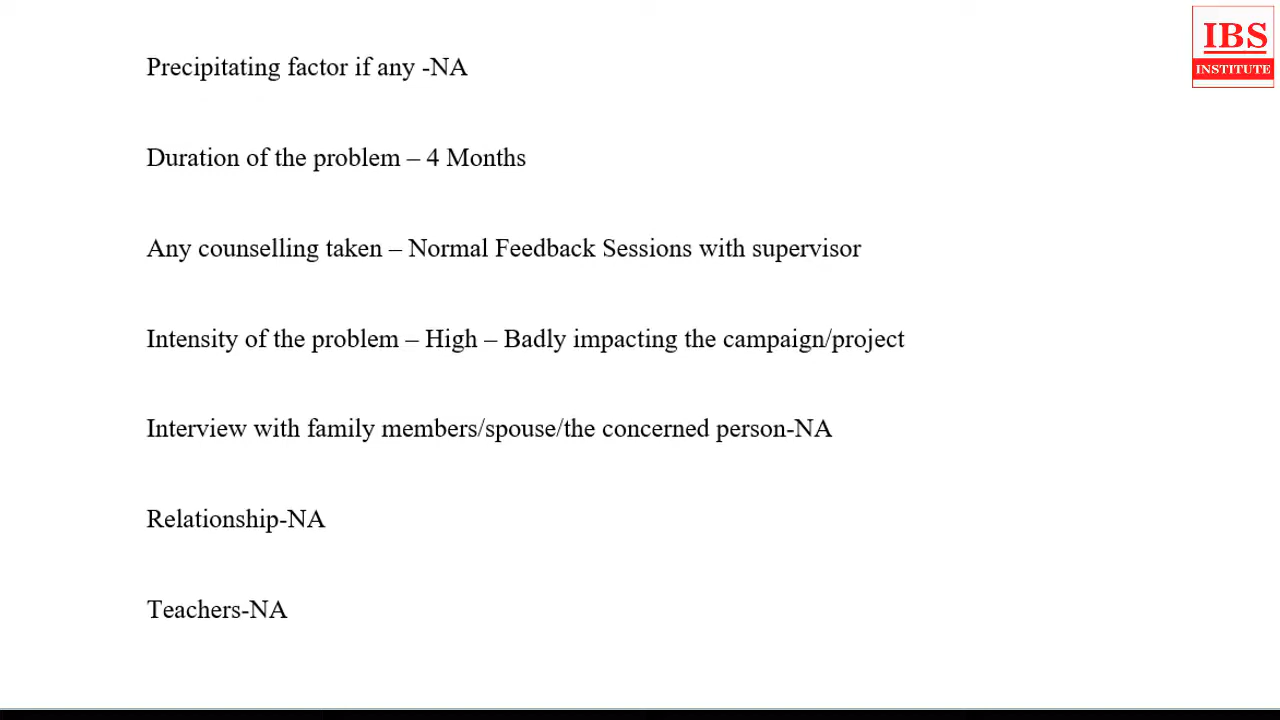 IBS
INSTITUTE
Precipitating factor if any -NA
Duration of the problem – 4 Months
Any counselling taken – Normal Feedback Sessions with supervisor
Intensity of the problem – High – Badly impacting the campaign/project
Interview with family members/spouse/the concerned person-NA
Relationship-NA
Teachers-NA